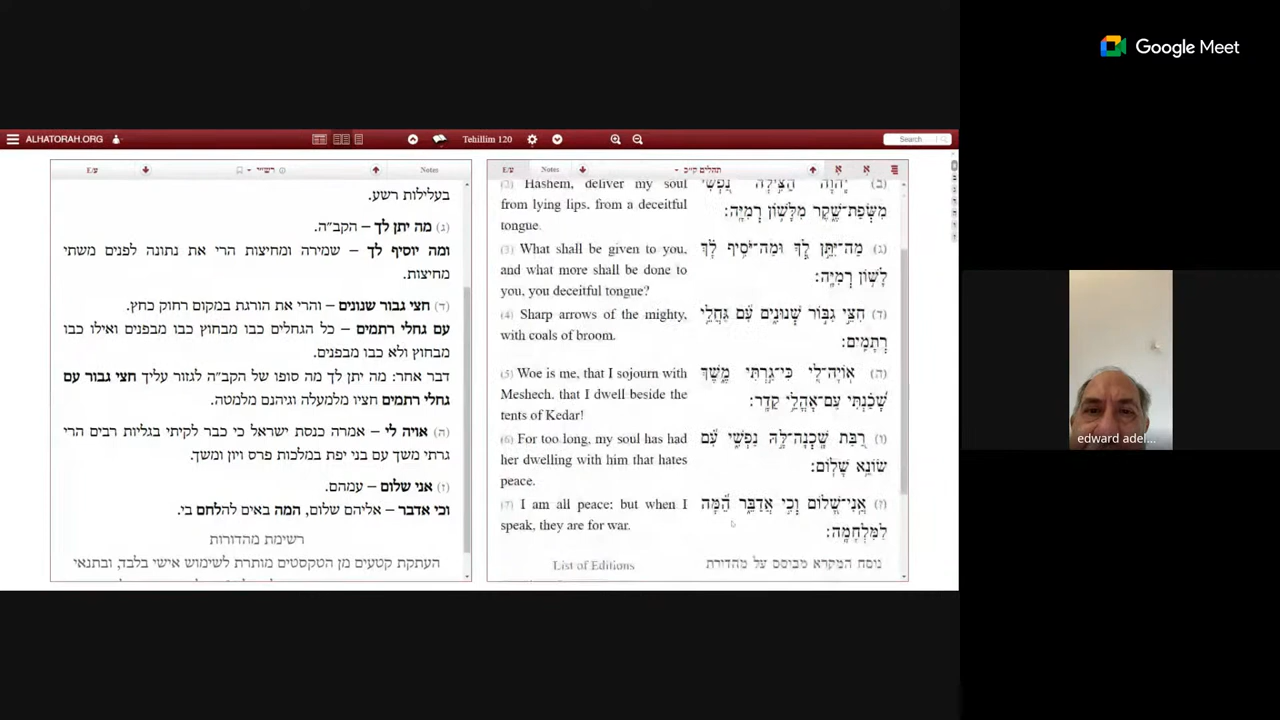 Google Meet
ALHATORAH.ORG
Tehillim 120
Search
ע/E
רש״י
Notes
בעלילות רשע.
(ג) מה יתן לך – הקב״ה.
ומה יוסיף לך – שמירה ומחיצות הרי את נתונה לפנים משתי
מחיצות.
(ד) חצי גבור שנונים – והרי את הורגת במקום רחוק כחץ.
עם גחלי רתמים – כל הגחלים כבו מבחוץ כבו מבפנים ואילו כבו
מבחוץ ולא כבו מבפנים.
דבר אחר: מה יתן לך מה סופו של הקב״ה לגזור עליך חצי גבור עם
גחלי רתמים חציו מלמעלה וגיהנם מלמטה.
(ה) אויה לי – אמרה כנסת ישראל כי כבר לקיתי בגליות רבים הרי
גרתי משך עם בני יפת במלכות פרס ויון ומשך.
(ז) אני שלום – עמהם.
וכי אדבר – אליהם שלום, המה באים להלחם בי.
רשימת מהדורות
העתקת קטעים מן הטקסטים מותרת לשימוש אישי בלבד, ובתנאי
ע/E
Notes
תהלים ק״כ
(2) Hashem, deliver my soul
from lying lips, from a deceitful
tongue.
(3) What shall be given to you,
and what more shall be done to
you, you deceitful tongue?
(4) Sharp arrows of the mighty,
with coals of broom.
(5) Woe is me, that I sojourn with
Meshech, that I dwell beside the
tents of Kedar!
(6) For too long, my soul has had
her dwelling with him that hates
peace.
(7) I am all peace; but when I
speak, they are for war.
List of Editions
(ב) יְהֹוָה הַצִּילָה נַפְשִׁי
מִשְּׂפַת־שֶׁקֶר מִלָּשׁוֹן רְמִיָּה:
(ג) מַה־יִּתֵּן לְךָ וּמַה־יֹּסִיף לָךְ
לָשׁוֹן רְמִיָּה:
(ד) חִצֵּי גִבּוֹר שְׁנוּנִים עִם גַּחֲלֵי
רְתָמִים:
(ה) אוֹיָה־לִי כִּי־גַרְתִּי מֶשֶׁךְ
שָׁכַנְתִּי עִם־אָהֳלֵי קֵדָר:
(ו) רַבַּת שָׁכְנָה־לָּהּ נַפְשִׁי עִם
שׂוֹנֵא שָׁלוֹם:
(ז) אֲנִי־שָׁלוֹם וְכִי אֲדַבֵּר הֵמָּה
לַמִּלְחָמָה:
נוסח המקרא מבוסס על מהדורת
edward adel...